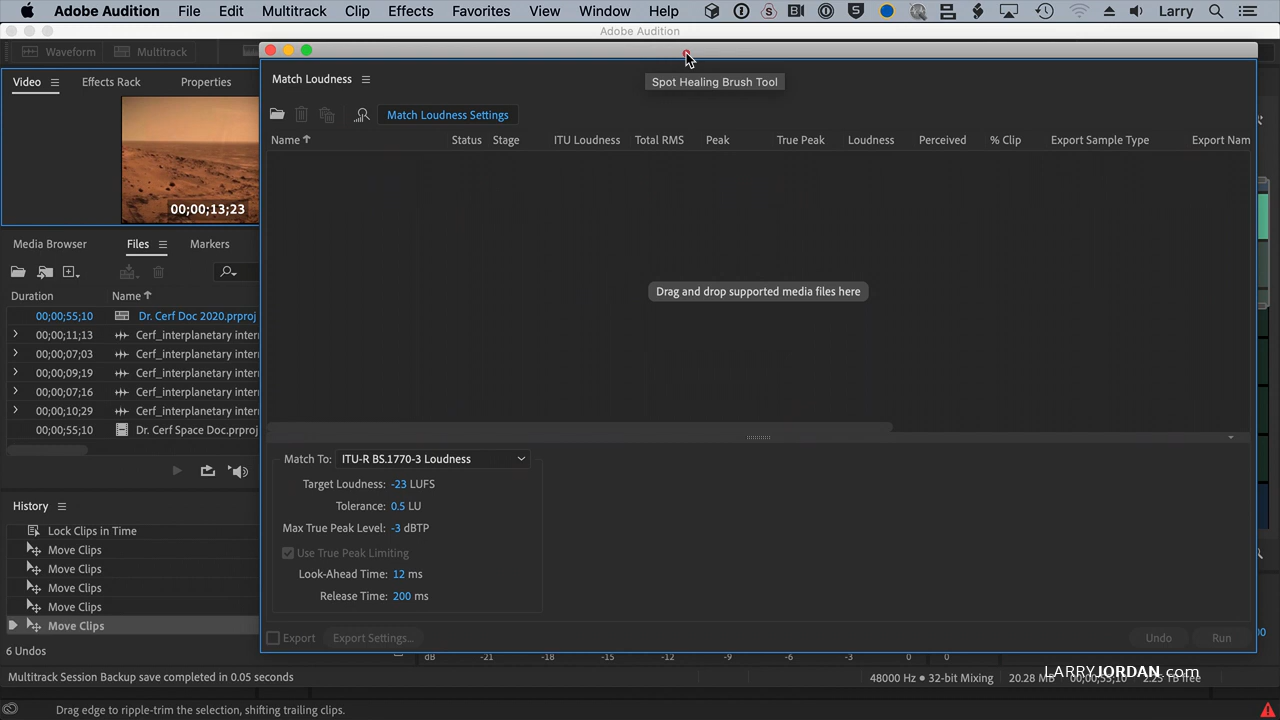 Adobe Audition File Edit Multitrack Clip Effects Favorites View Window Help Larry
Adobe Audition
Waveform Multitrack
Match Loudness
Spot Healing Brush Tool
Video Effects Rack Properties
Match Loudness Settings
Name Status Stage ITU Loudness Total RMS Peak True Peak Loudness Perceived % Clip Export Sample Type Export Nam
00;00;13;23
Media Browser Files Markers
Drag and drop supported media files here
Duration Name
00;00;55;10 Dr. Cerf Doc 2020.prproj
00;00;11;13 Cerf_interplanetary intern
00;00;07;03 Cerf_interplanetary intern
00;00;09;19 Cerf_interplanetary intern
00;00;07;16 Cerf_interplanetary intern
00;00;10;29 Cerf_interplanetary intern
00;00;55;10 Dr. Cerf Space Doc.prproj
Match To: ITU-R BS.1770-3 Loudness
Target Loudness: -23 LUFS
Tolerance: 0.5 LU
Max True Peak Level: -3 dBTP
Use True Peak Limiting
Look-Ahead Time: 12 ms
Release Time: 200 ms
History
Lock Clips in Time
Move Clips
Move Clips
Move Clips
Move Clips
Move Clips
Export Export Settings... Undo Run
6 Undos
dB -21 -18 -15 -12 -9 -6 -3 0 0
LARRYJORDAN.com
Multitrack Session Backup save completed in 0.05 seconds
48000 Hz • 32-bit Mixing 20.28 MB
Drag edge to ripple-trim the selection, shifting trailing clips.